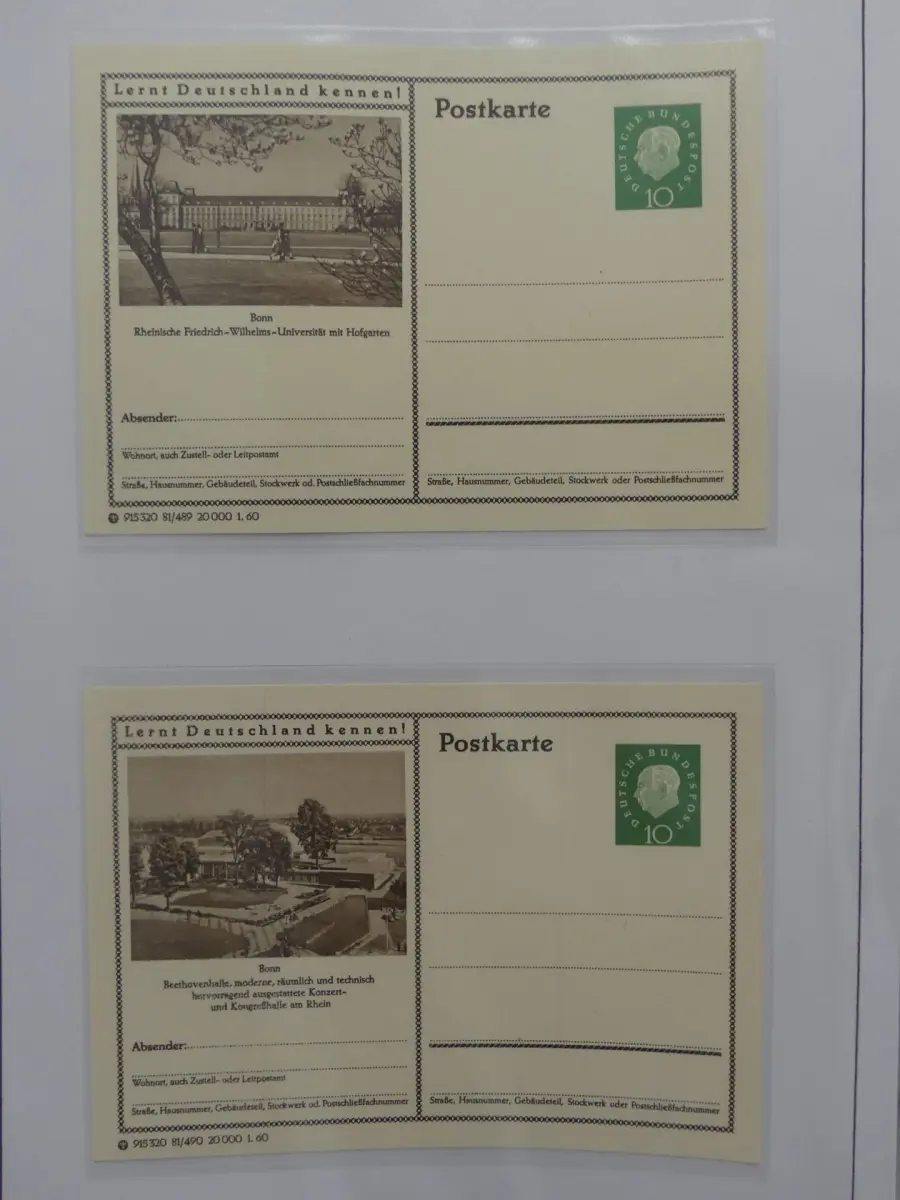 Lernt Deutschland kennen!
Postkarte
DEUTSCHE BUNDESPOST
10
Bonn
Rheinische Friedrich-Wilhelms-Universität mit Hofgarten
Absender:
Wohnort, auch Zustell- oder Leitpostamt
Straße, Hausnummer, Gebäudeteil, Stockwerk od. Postschließfachnummer
Straße, Hausnummer, Gebäudeteil, Stockwerk oder Postschließfachnummer
915320 81/489 20000 1. 60
Lernt Deutschland kennen!
Postkarte
DEUTSCHE BUNDESPOST
10
Bonn
Beethovenhalle, moderne, räumlich und technisch
hervorragend ausgestattete Konzert-
und Kongreßhalle am Rhein
Absender:
Wohnort, auch Zustell- oder Leitpostamt
Straße, Hausnummer, Gebäudeteil, Stockwerk od. Postschließfachnummer
Straße, Hausnummer, Gebäudeteil, Stockwerk oder Postschließfachnummer
915320 81/490 20000 1. 60